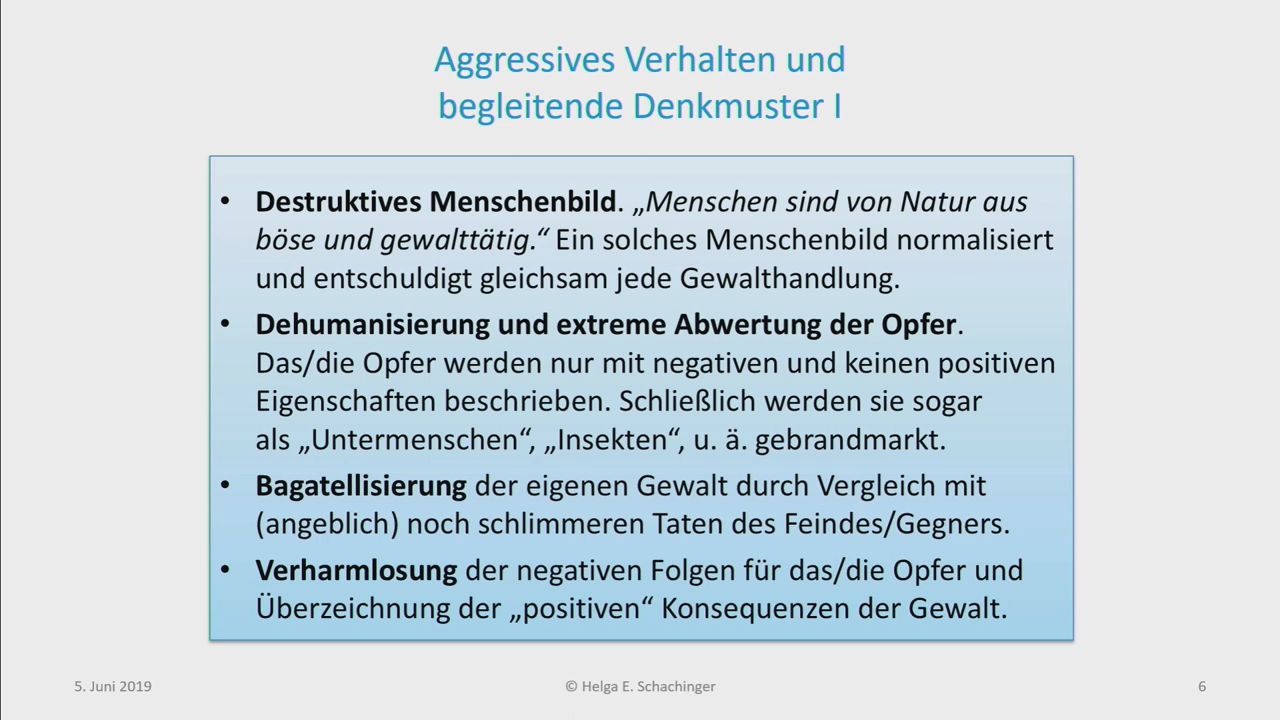 Aggressives Verhalten und
begleitende Denkmuster I
• Destruktives Menschenbild. „Menschen sind von Natur aus
böse und gewalttätig.“ Ein solches Menschenbild normalisiert
und entschuldigt gleichsam jede Gewalthandlung.
• Dehumanisierung und extreme Abwertung der Opfer.
Das/die Opfer werden nur mit negativen und keinen positiven
Eigenschaften beschrieben. Schließlich werden sie sogar
als „Untermenschen“, „Insekten“, u. ä. gebrandmarkt.
• Bagatellisierung der eigenen Gewalt durch Vergleich mit
(angeblich) noch schlimmeren Taten des Feindes/Gegners.
• Verharmlosung der negativen Folgen für das/die Opfer und
Überzeichnung der „positiven“ Konsequenzen der Gewalt.
5. Juni 2019
© Helga E. Schachinger
6